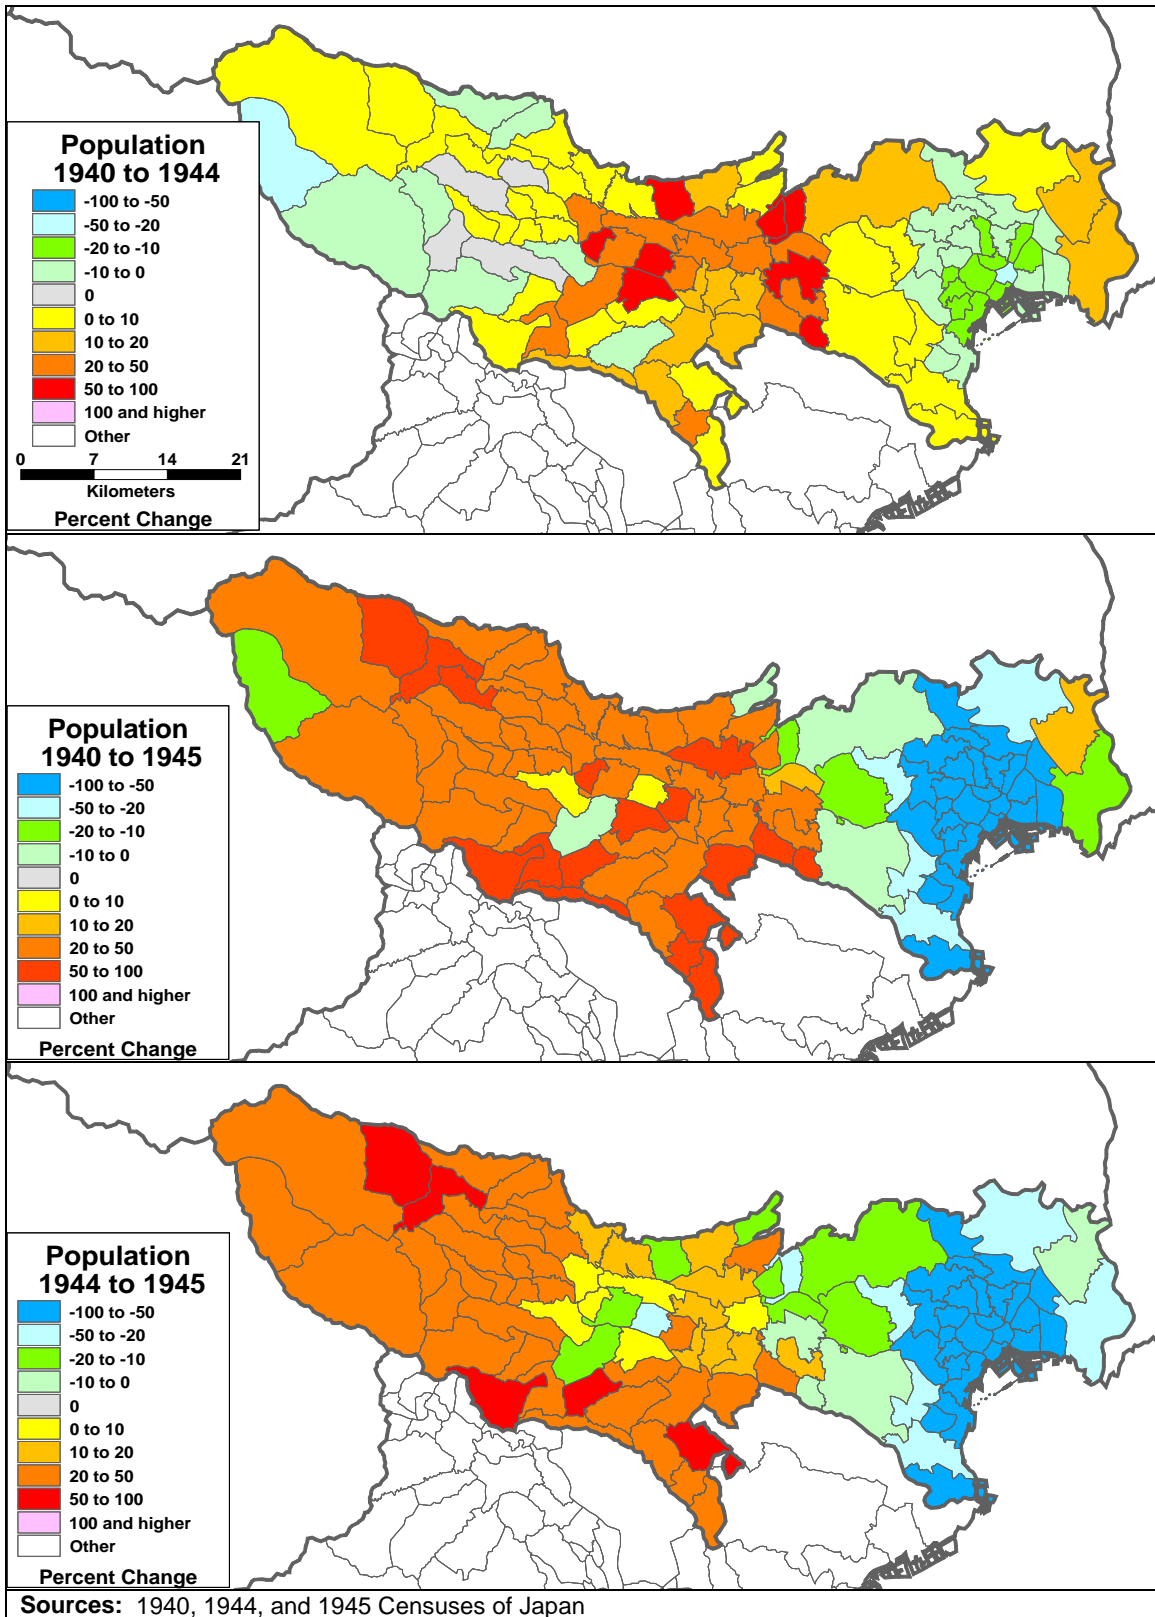 Population
1940 to 1944
-100 to -50
-50 to -20
-20 to -10
-10 to 0
0
0 to 10
10 to 20
20 to 50
50 to 100
100 and higher
Other
0 7 14 21
Kilometers
Percent Change
Population
1940 to 1945
-100 to -50
-50 to -20
-20 to -10
-10 to 0
0
0 to 10
10 to 20
20 to 50
50 to 100
100 and higher
Other
Percent Change
Population
1944 to 1945
-100 to -50
-50 to -20
-20 to -10
-10 to 0
0
0 to 10
10 to 20
20 to 50
50 to 100
100 and higher
Other
Percent Change
Sources: 1940, 1944, and 1945 Censuses of Japan